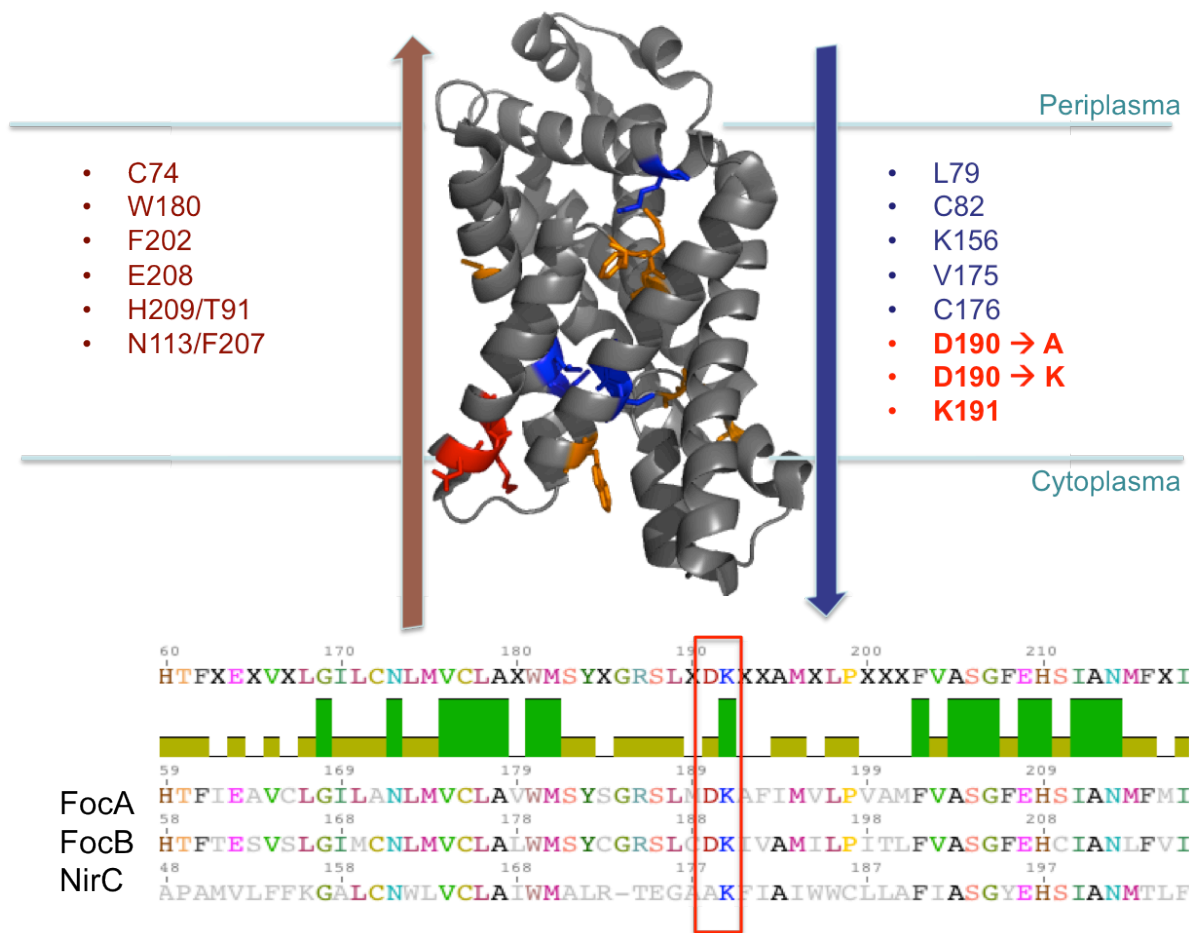 Periplasma
• C74
• W180
• F202
• E208
• H209/T91
• N113/F207
• L79
• C82
• K156
• V175
• C176
• D190 → A
• D190 → K
• K191
Cytoplasma
60 170 180 190 200 210
HTFXEXVXLGILCNLMVCLAXWMSYXGRSLXDKXXAMXLPXXXFVASGFEHSIANMFXI
59 169 179 189 199 209
FocA HTFIEAVCLGILANLMVCLAVWMSYSGRSLMDKAFIMVLPVAMFVASGFEHSIANMFMI
58 168 178 188 198 208
FocB HTFTESVSLGIMCNLMVCLALWMSYCGRSLCDKIVAMILPITLFVASGFEHCIANLFVI
48 158 168 177 187 197
NirC APAMVLFFKGALCNWLVCLAIWMALR-TEGAAKFIAIWWCLLAFIASGYEHSIANMTLF